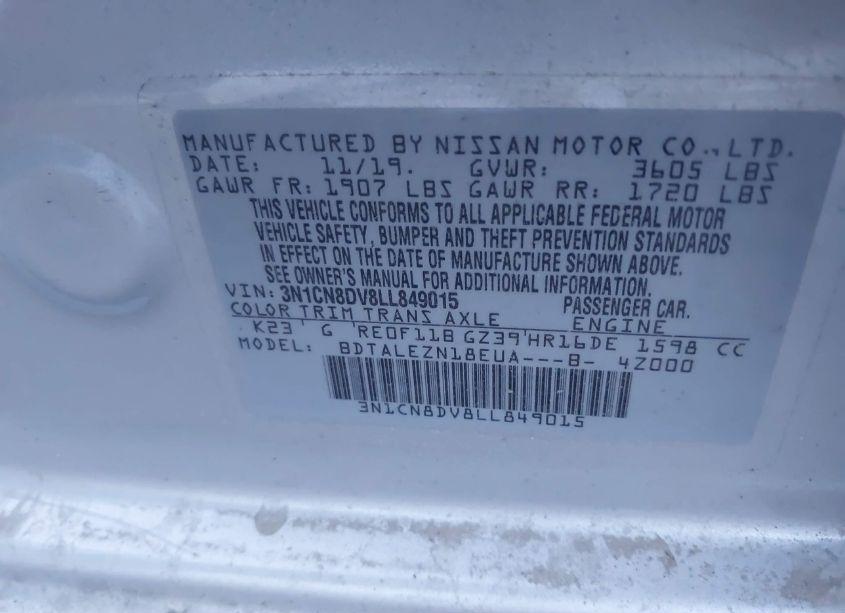 MANUFACTURED BY NISSAN MOTOR CO., LTD.
DATE: 11/19. GVWR: 3605 LBS
GAWR FR: 1907 LBS GAWR RR: 1720 LBS
THIS VEHICLE CONFORMS TO ALL APPLICABLE FEDERAL MOTOR
VEHICLE SAFETY, BUMPER AND THEFT PREVENTION STANDARDS
IN EFFECT ON THE DATE OF MANUFACTURE SHOWN ABOVE.
SEE OWNER'S MANUAL FOR ADDITIONAL INFORMATION.
VIN: 3N1CN8DV8LL849015 PASSENGER CAR.
COLOR TRIM TRANS AXLE ENGINE
K23 ' G 'RE0F11B GZ39'HR16DE 1598 CC
MODEL: BDTALEZN18EUA---B- 4Z000
3N1CN8DV8LL849015